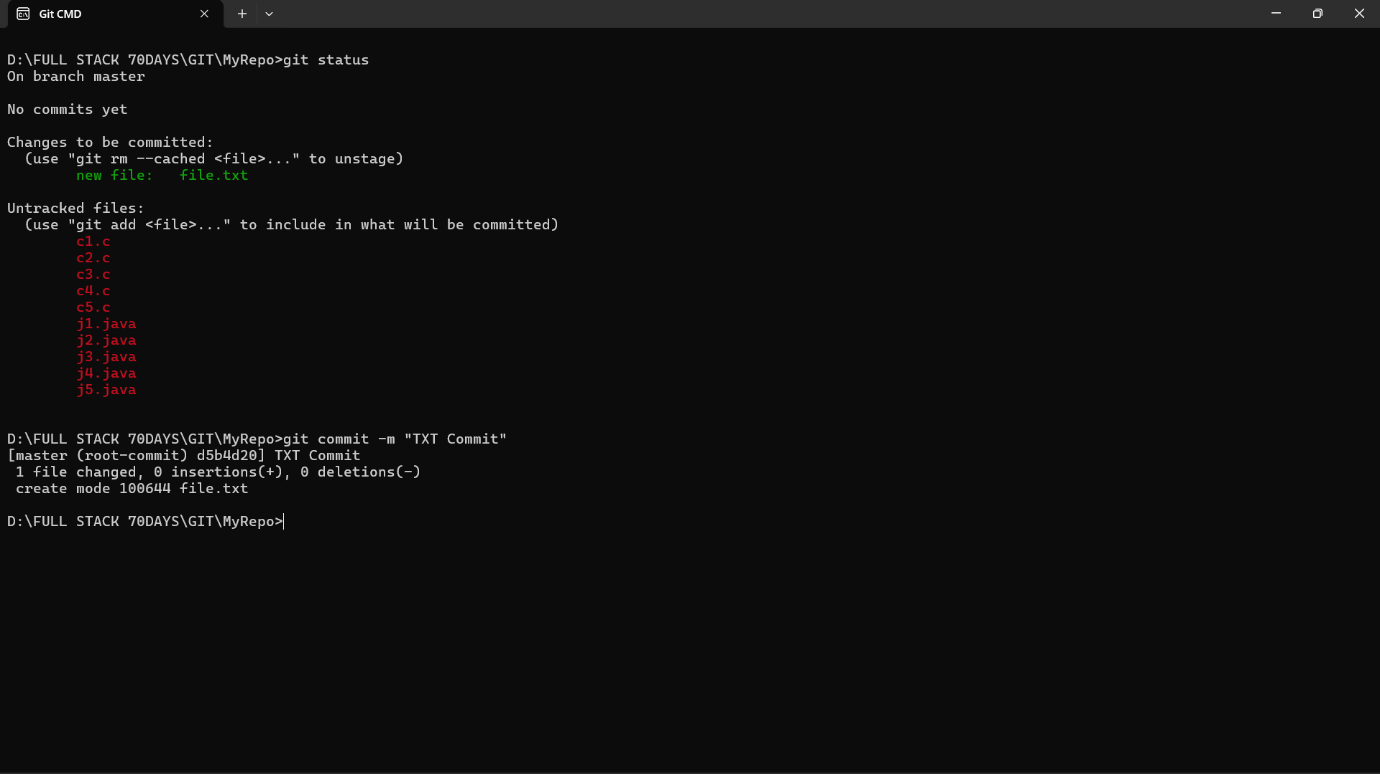 Git CMD
D:\FULL STACK 70DAYS\GIT\MyRepo>git status
On branch master
No commits yet
Changes to be committed:
  (use "git rm --cached <file>..." to unstage)
        new file:   file.txt
Untracked files:
  (use "git add <file>..." to include in what will be committed)
        c1.c
        c2.c
        c3.c
        c4.c
        c5.c
        j1.java
        j2.java
        j3.java
        j4.java
        j5.java
D:\FULL STACK 70DAYS\GIT\MyRepo>git commit -m "TXT Commit"
[master (root-commit) d5b4d20] TXT Commit
 1 file changed, 0 insertions(+), 0 deletions(-)
 create mode 100644 file.txt
D:\FULL STACK 70DAYS\GIT\MyRepo>